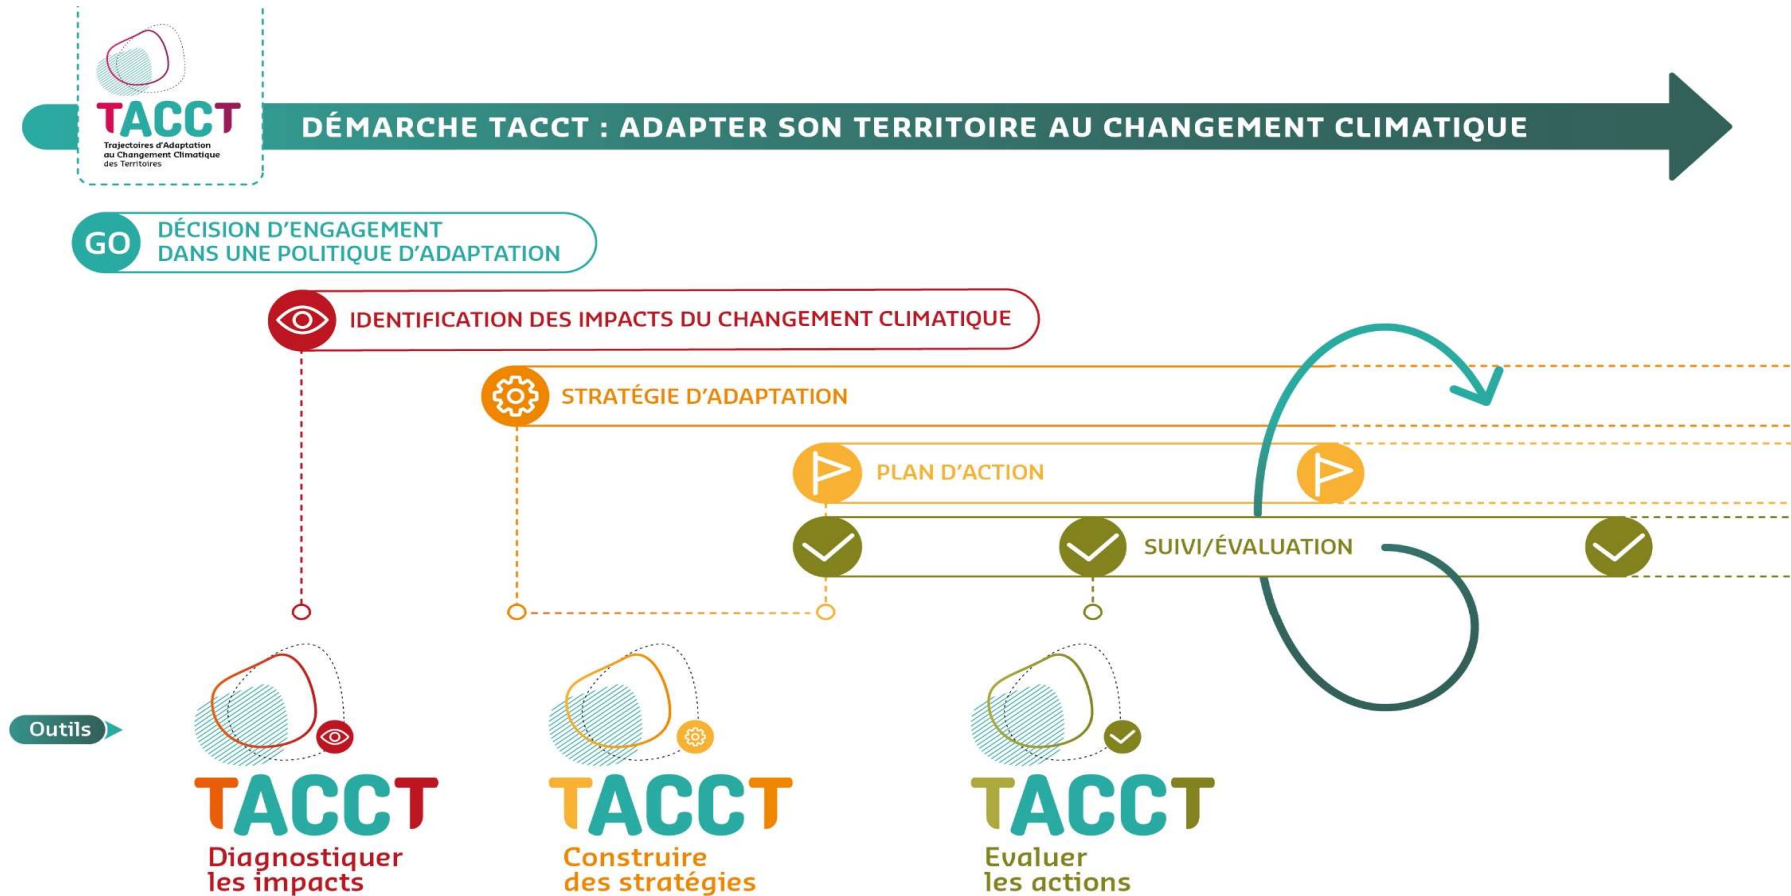 TACCT
Trajectoires d'Adaptation
au Changement Climatique
des Territoires
DÉMARCHE TACCT : ADAPTER SON TERRITOIRE AU CHANGEMENT CLIMATIQUE
GO
DÉCISION D'ENGAGEMENT
DANS UNE POLITIQUE D'ADAPTATION
IDENTIFICATION DES IMPACTS DU CHANGEMENT CLIMATIQUE
STRATÉGIE D'ADAPTATION
PLAN D'ACTION
SUIVI/ÉVALUATION
Outils
TACCT
Diagnostiquer
les impacts
TACCT
Construire
des stratégies
TACCT
Evaluer
les actions